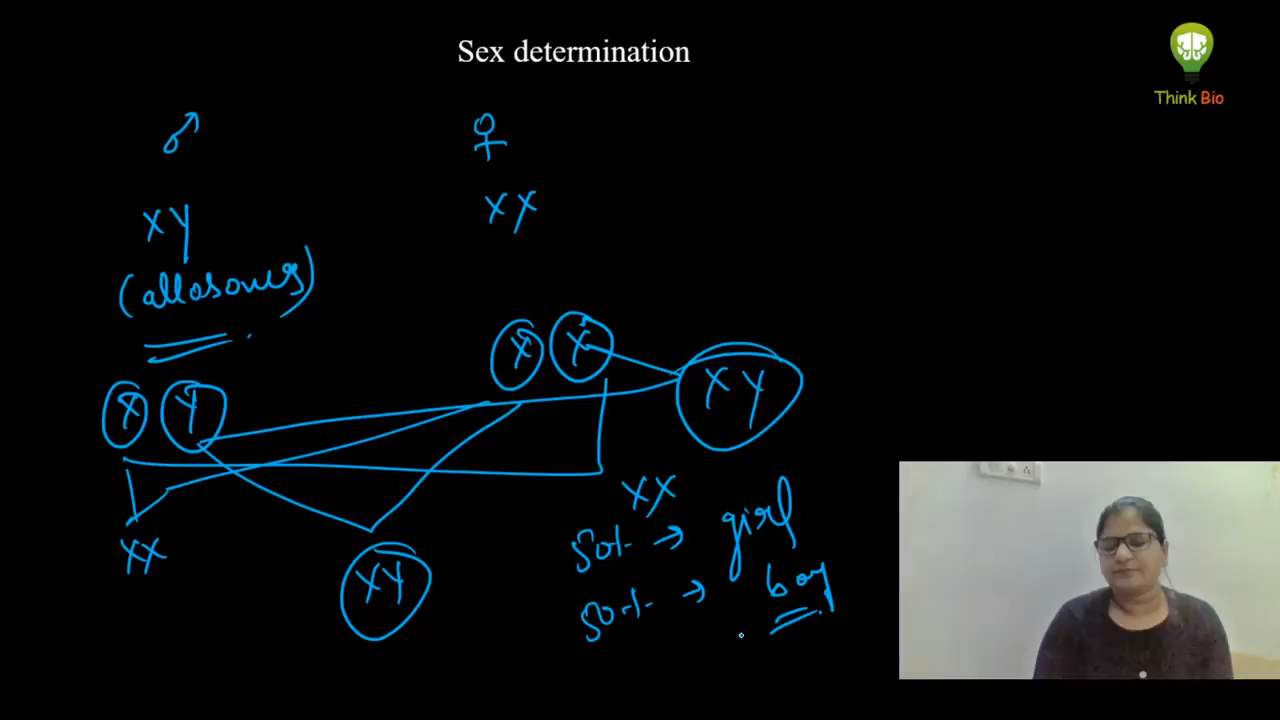 Sex determination
Think Bio
♂
♀
XY
XX
(allosomes)
X X
X Y
XY
XX
XX
XY
50% → girl
50% → boy